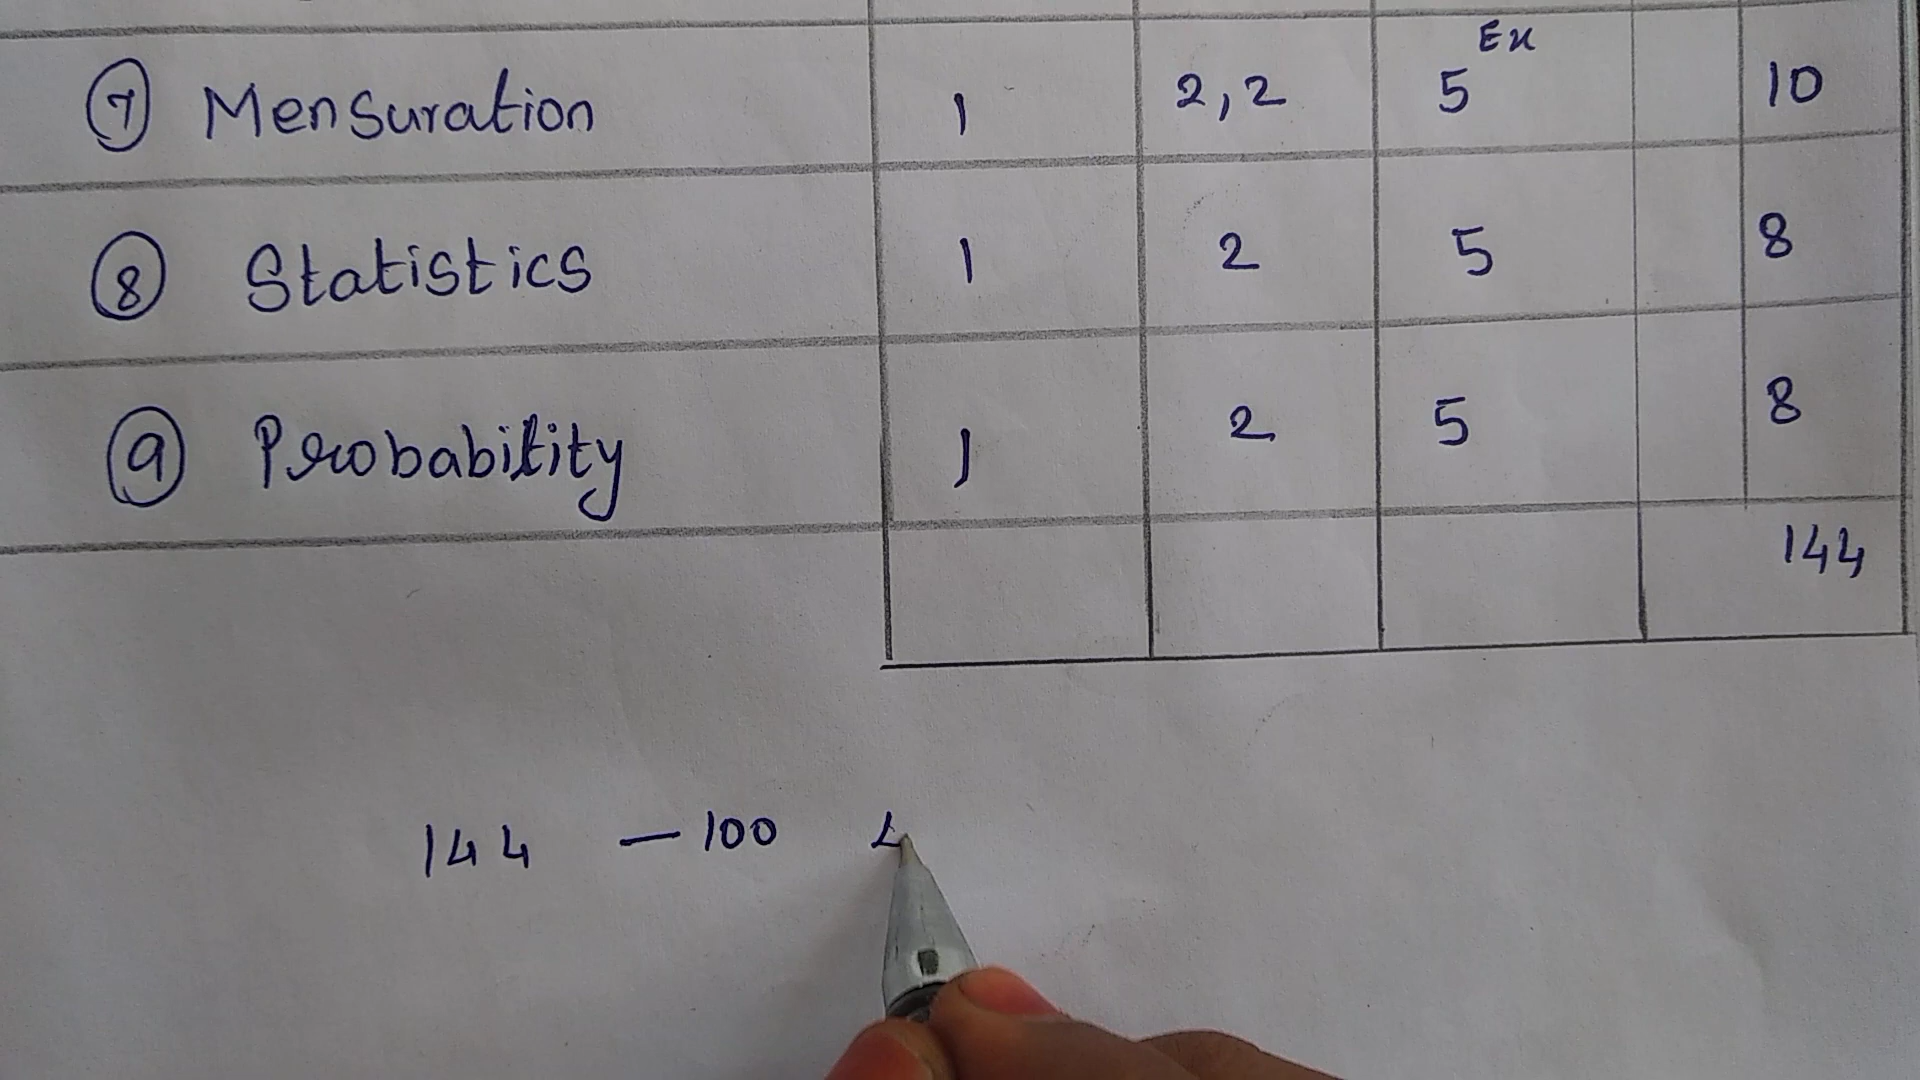 Ex
7 Mensuration 1 2,2 5 10
8 Statistics 1 2 5 8
9 Probability 1 2 5 8
144
144 — 100